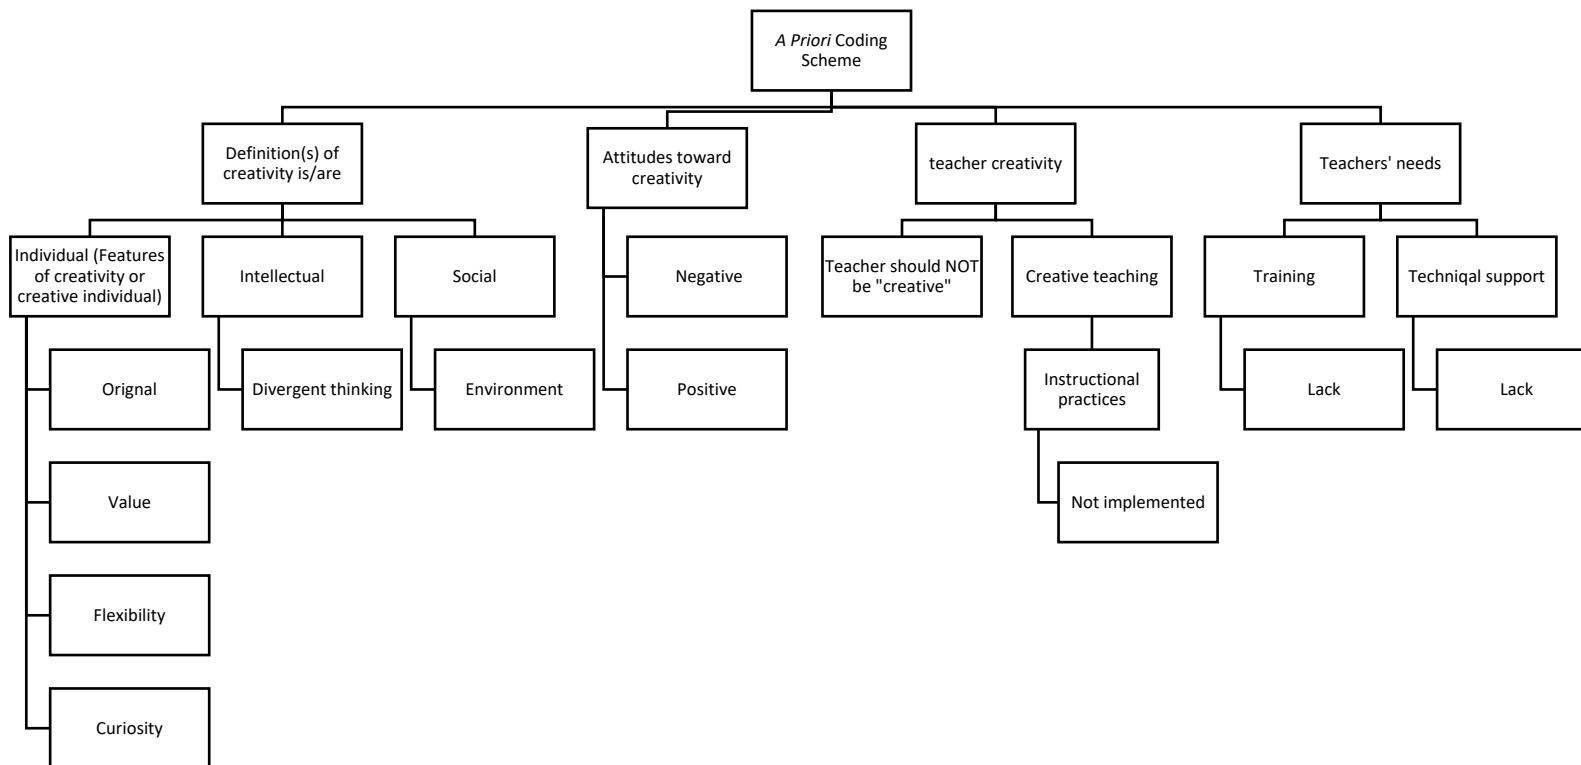 A Priori Coding
Scheme
Definition(s) of
creativity is/are
Attitudes toward
creativity
teacher creativity
Teachers' needs
Individual (Features
of creativity or
creative individual)
Intellectual
Social
Negative
Teacher should NOT
be "creative"
Creative teaching
Training
Techniqal support
Orignal
Divergent thinking
Environment
Positive
Instructional
practices
Lack
Lack
Value
Not implemented
Flexibility
Curiosity